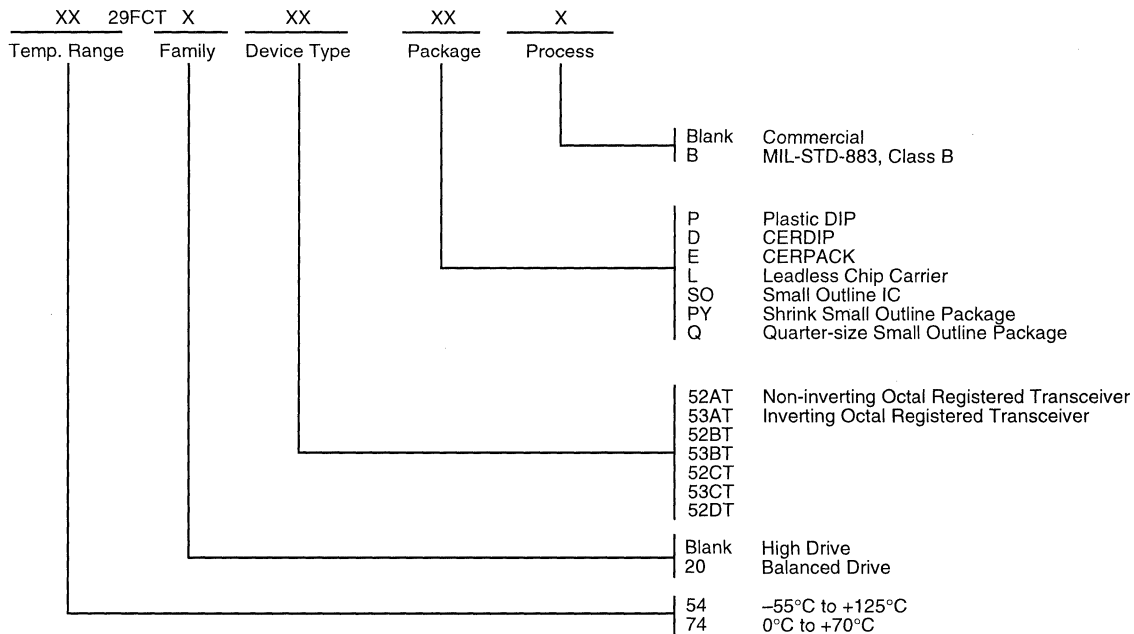 XX 29FCT X XX XX X
Temp. Range Family Device Type Package Process
Blank Commercial
B MIL-STD-883, Class B
P Plastic DIP
D CERDIP
E CERPACK
L Leadless Chip Carrier
SO Small Outline IC
PY Shrink Small Outline Package
Q Quarter-size Small Outline Package
52AT Non-inverting Octal Registered Transceiver
53AT Inverting Octal Registered Transceiver
52BT
53BT
52CT
53CT
52DT
Blank High Drive
20 Balanced Drive
54 –55°C to +125°C
74 0°C to +70°C